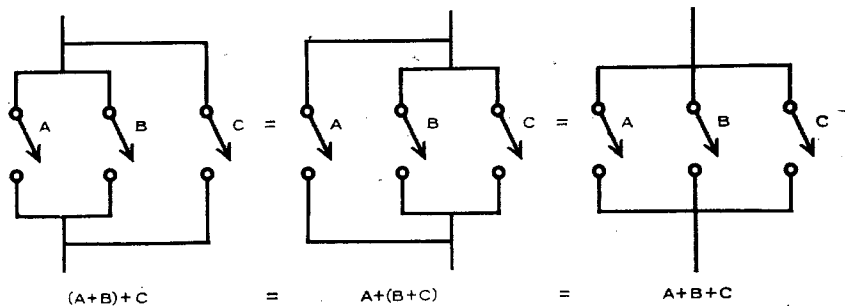 A B C = A B C = A B C
(A+B)+C = A+(B+C) = A+B+C